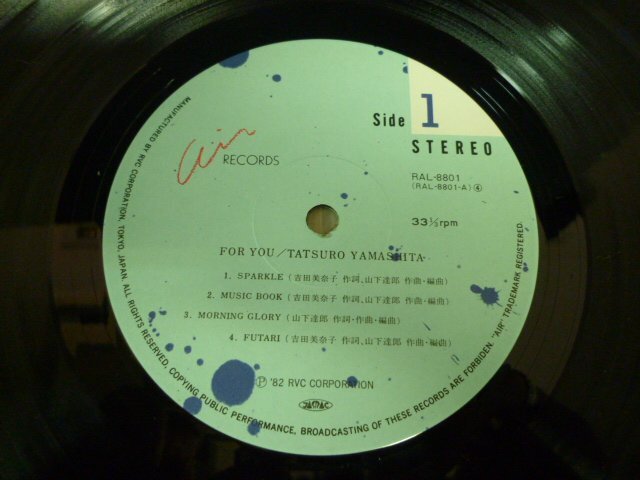 Side 1
STEREO
Air RECORDS
RAL-8801
(RAL-8801-A) ④
33⅓rpm
FOR YOU／TATSURO YAMASHITA
1. SPARKLE (吉田美奈子 作詞、山下達郎 作曲・編曲)
2. MUSIC BOOK (吉田美奈子 作詞、山下達郎 作曲・編曲)
3. MORNING GLORY (山下達郎 作詞・作曲・編曲)
4. FUTARI (吉田美奈子 作詞、山下達郎 作曲・編曲)
Ⓟ '82 RVC CORPORATION
JASRAC
MANUFACTURED BY RVC CORPORATION, TOKYO, JAPAN. ALL RIGHTS RESERVED, COPYING PUBLIC PERFORMANCE, BROADCASTING OF THESE RECORDS ARE FORBIDDEN. "AIR" TRADEMARK REGISTERED.